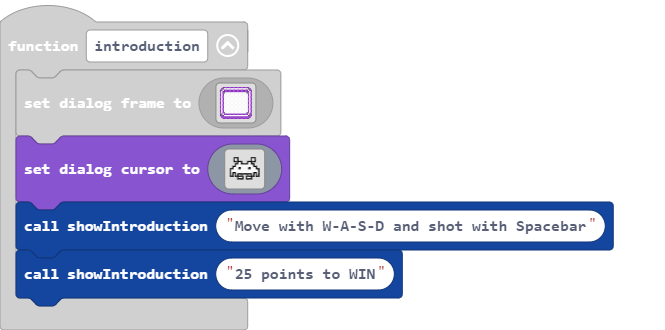 function introduction
set dialog frame to
set dialog cursor to
call showIntroduction "Move with W-A-S-D and shot with Spacebar"
call showIntroduction "25 points to WIN"